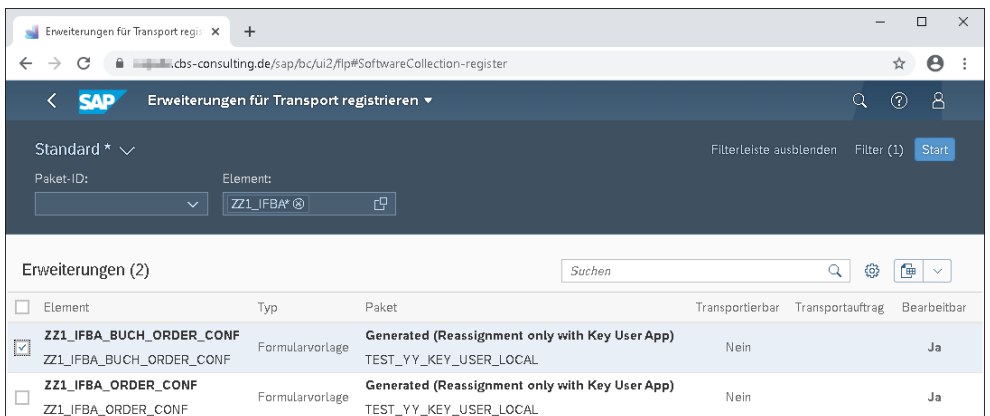 Erweiterungen für Transport regis
.cbs-consulting.de/sap/bc/ui2/flp#SoftwareCollection-register
SAP Erweiterungen für Transport registrieren
Standard *
Filterleiste ausblenden Filter (1) Start
Paket-ID: Element:
ZZ1_IFBA*
Erweiterungen (2) Suchen
Element Typ Paket Transportierbar Transportauftrag Bearbeitbar
ZZ1_IFBA_BUCH_ORDER_CONF Generated (Reassignment only with Key User App)
Formularvorlage Nein Ja
ZZ1_IFBA_BUCH_ORDER_CONF TEST_YY_KEY_USER_LOCAL
ZZ1_IFBA_ORDER_CONF Generated (Reassignment only with Key User App)
Formularvorlage Nein Ja
ZZ1_IFBA_ORDER_CONF TEST_YY_KEY_USER_LOCAL